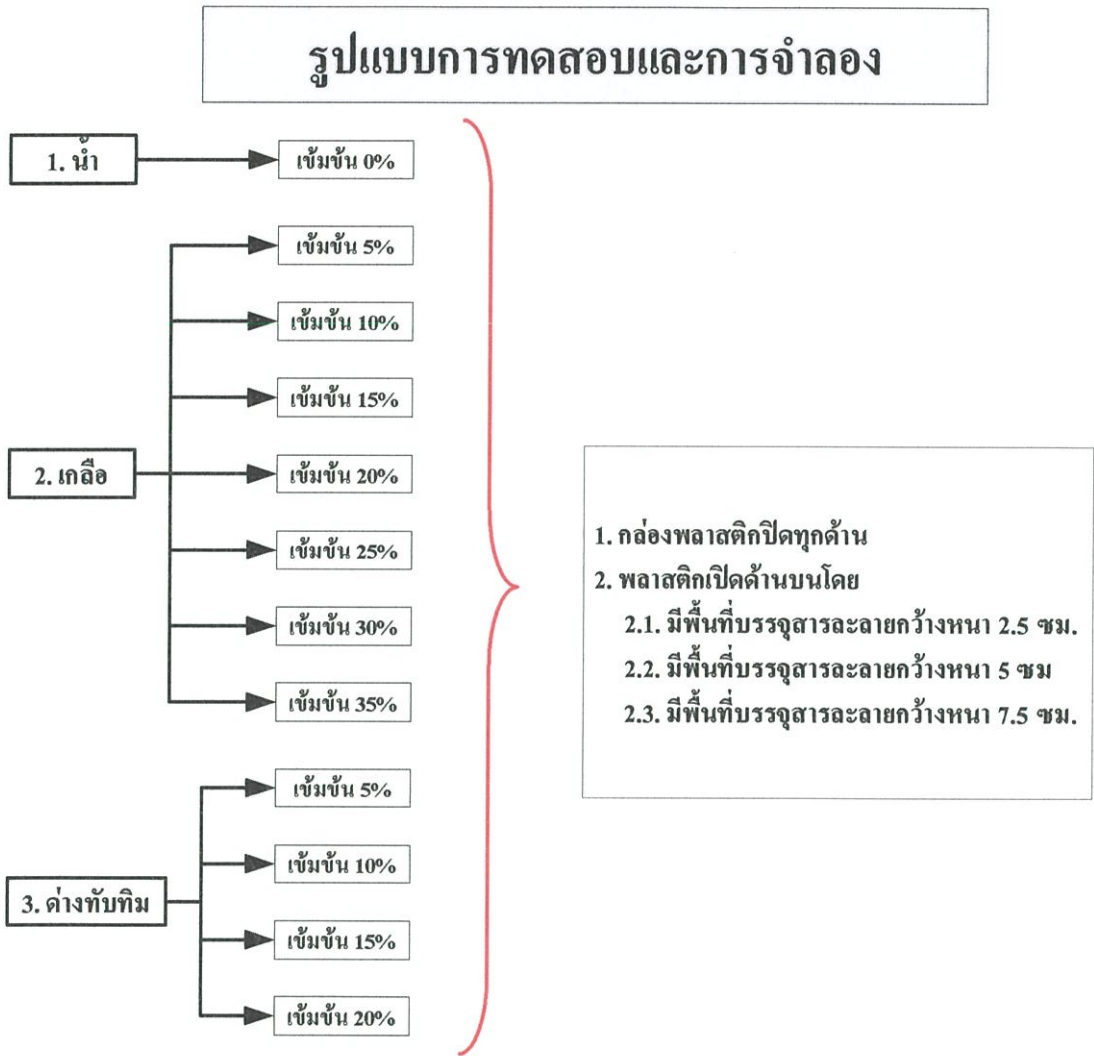 รูปแบบการทดสอบและการจำลอง
1. น้ำ
เข้มข้น 0%
2. เกลือ
เข้มข้น 5%
เข้มข้น 10%
เข้มข้น 15%
เข้มข้น 20%
เข้มข้น 25%
เข้มข้น 30%
เข้มข้น 35%
3. ด่างทับทิม
เข้มข้น 5%
เข้มข้น 10%
เข้มข้น 15%
เข้มข้น 20%
1. กล่องพลาสติกปิดทุกด้าน
2. พลาสติกเปิดด้านบนโดย
2.1. มีพื้นที่บรรจุสารละลายกว้างหนา 2.5 ซม.
2.2. มีพื้นที่บรรจุสารละลายกว้างหนา 5 ซม
2.3. มีพื้นที่บรรจุสารละลายกว้างหนา 7.5 ซม.